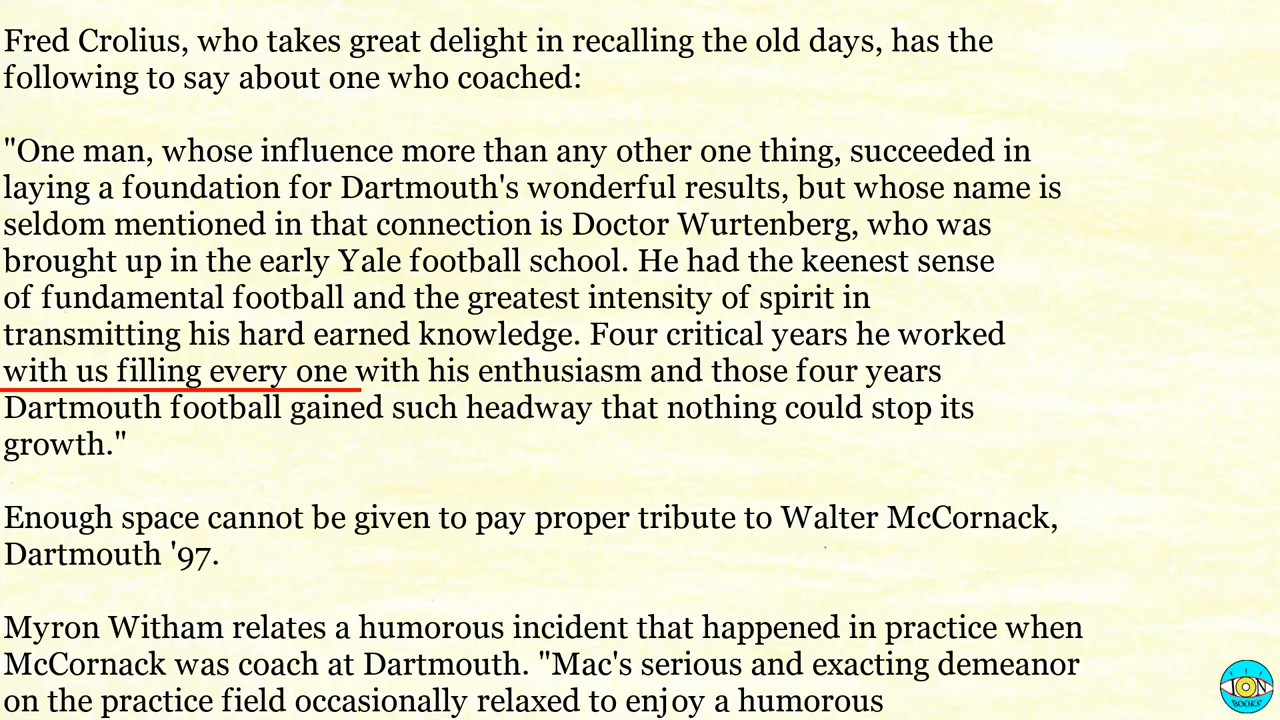 Fred Crolius, who takes great delight in recalling the old days, has the
following to say about one who coached:
"One man, whose influence more than any other one thing, succeeded in
laying a foundation for Dartmouth's wonderful results, but whose name is
seldom mentioned in that connection is Doctor Wurtenberg, who was
brought up in the early Yale football school. He had the keenest sense
of fundamental football and the greatest intensity of spirit in
transmitting his hard earned knowledge. Four critical years he worked
with us filling every one with his enthusiasm and those four years
Dartmouth football gained such headway that nothing could stop its
growth."
Enough space cannot be given to pay proper tribute to Walter McCornack,
Dartmouth '97.
Myron Witham relates a humorous incident that happened in practice when
McCornack was coach at Dartmouth. "Mac's serious and exacting demeanor
on the practice field occasionally relaxed to enjoy a humorous
ION
BOOKS